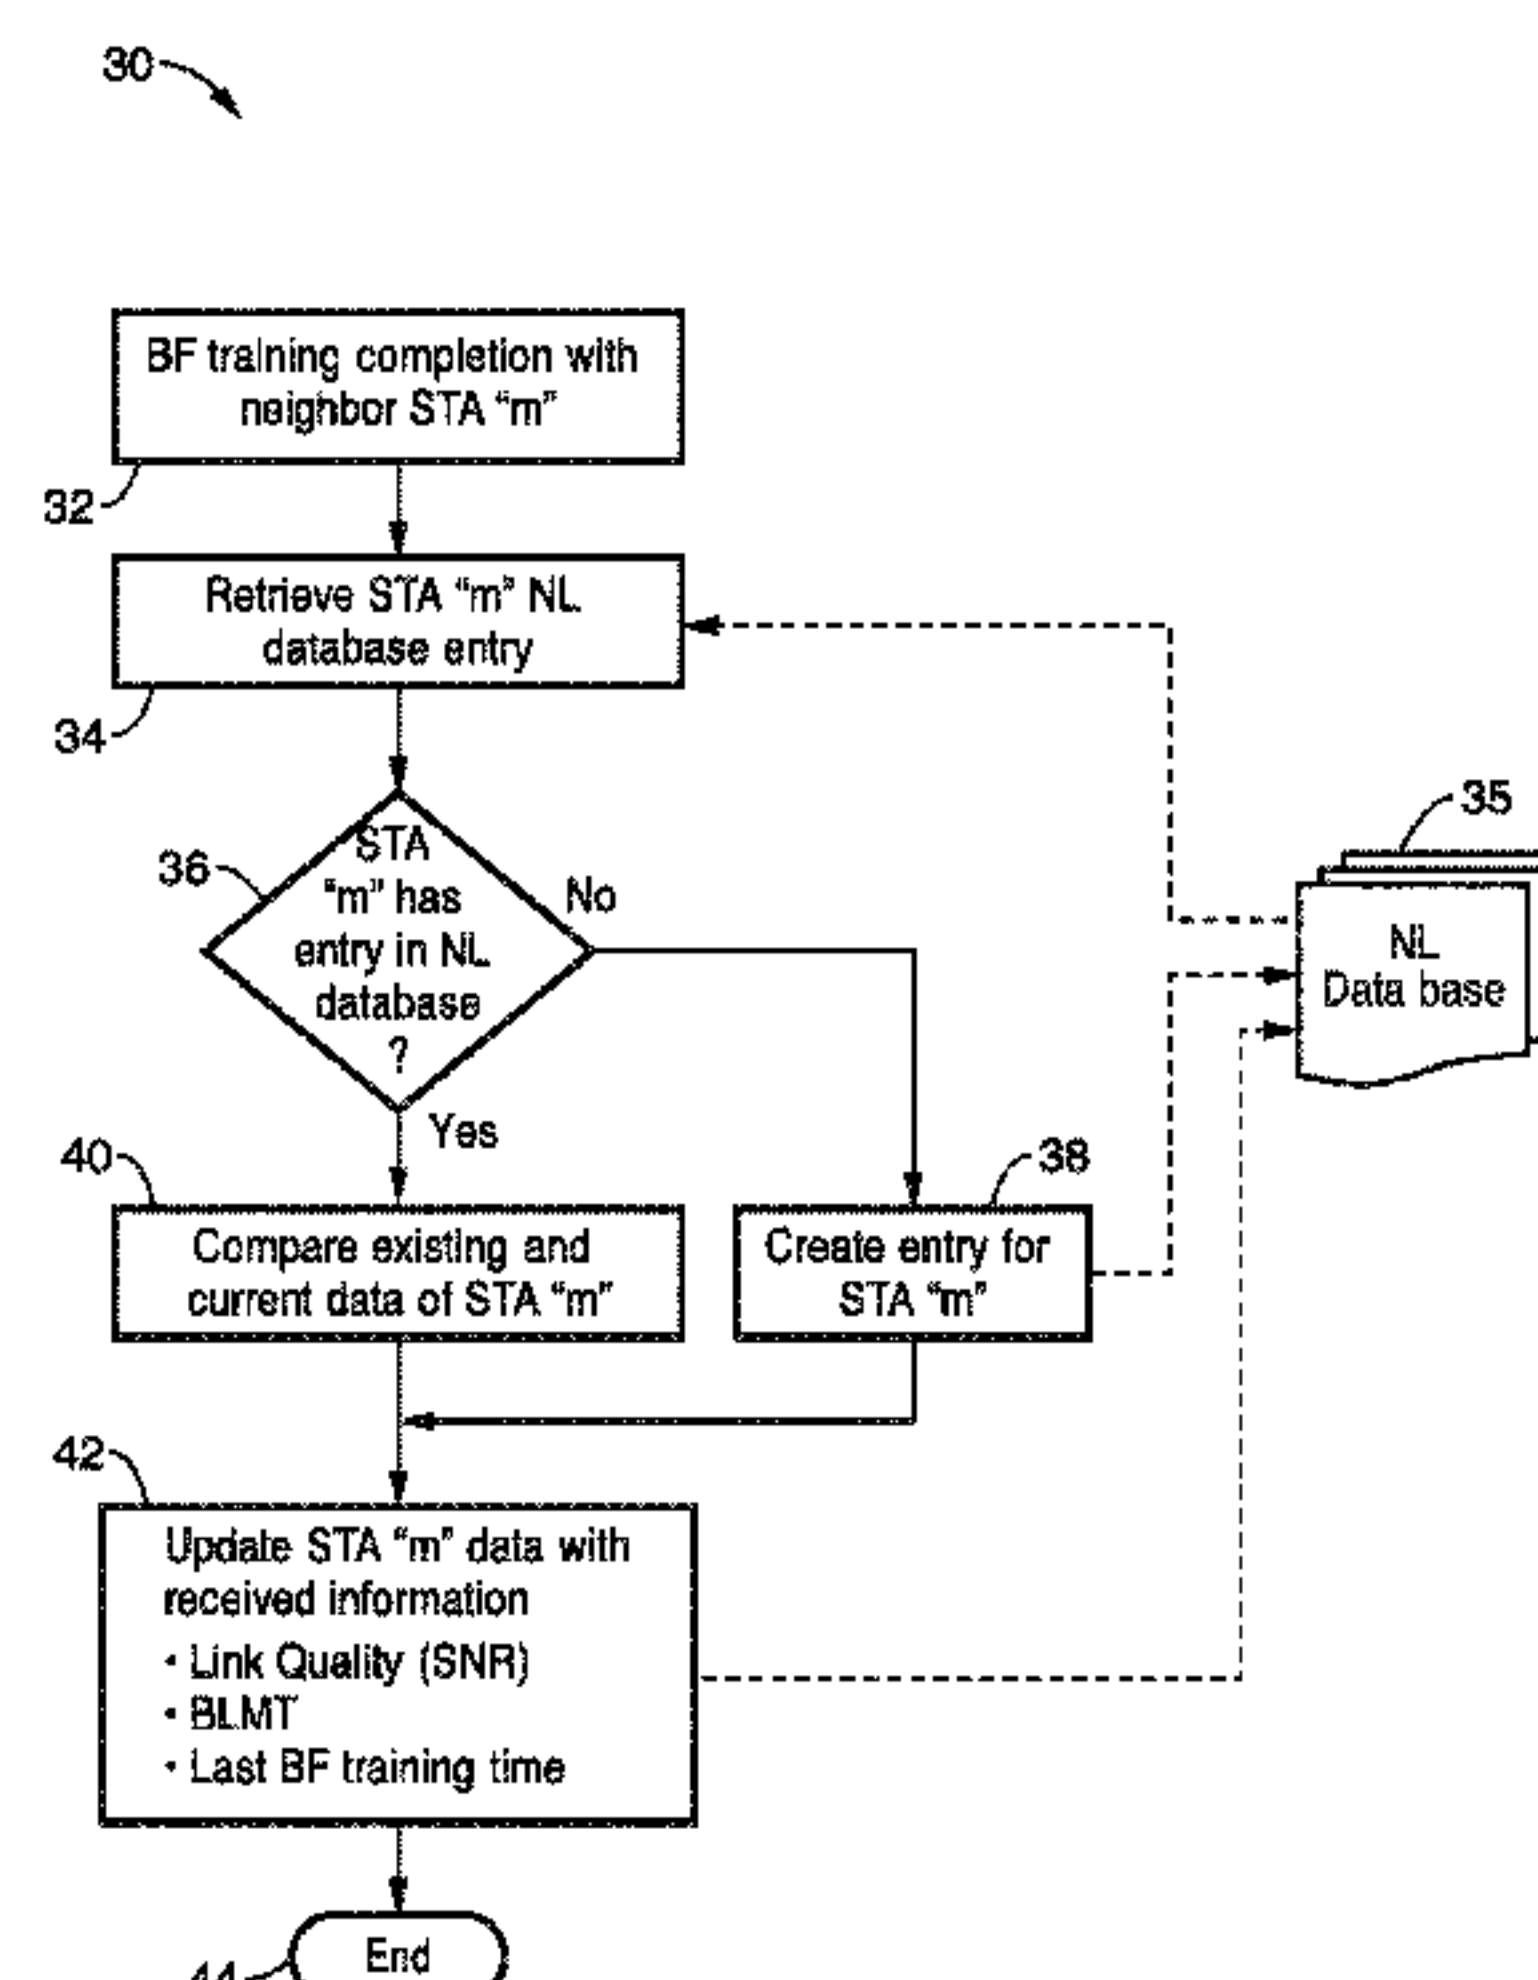 30
BF training completion with
neighbor STA “m”
32
Retrieve STA “m” NL
database entry
34
35
36
STA
“m” has
entry in NL
database
?
No
Yes
NL
Data base
40
Compare existing and
current data of STA “m”
38
Create entry for
STA “m”
42
Update STA “m” data with
received information
• Link Quality (SNR)
• BLMT
• Last BF training time
End
44